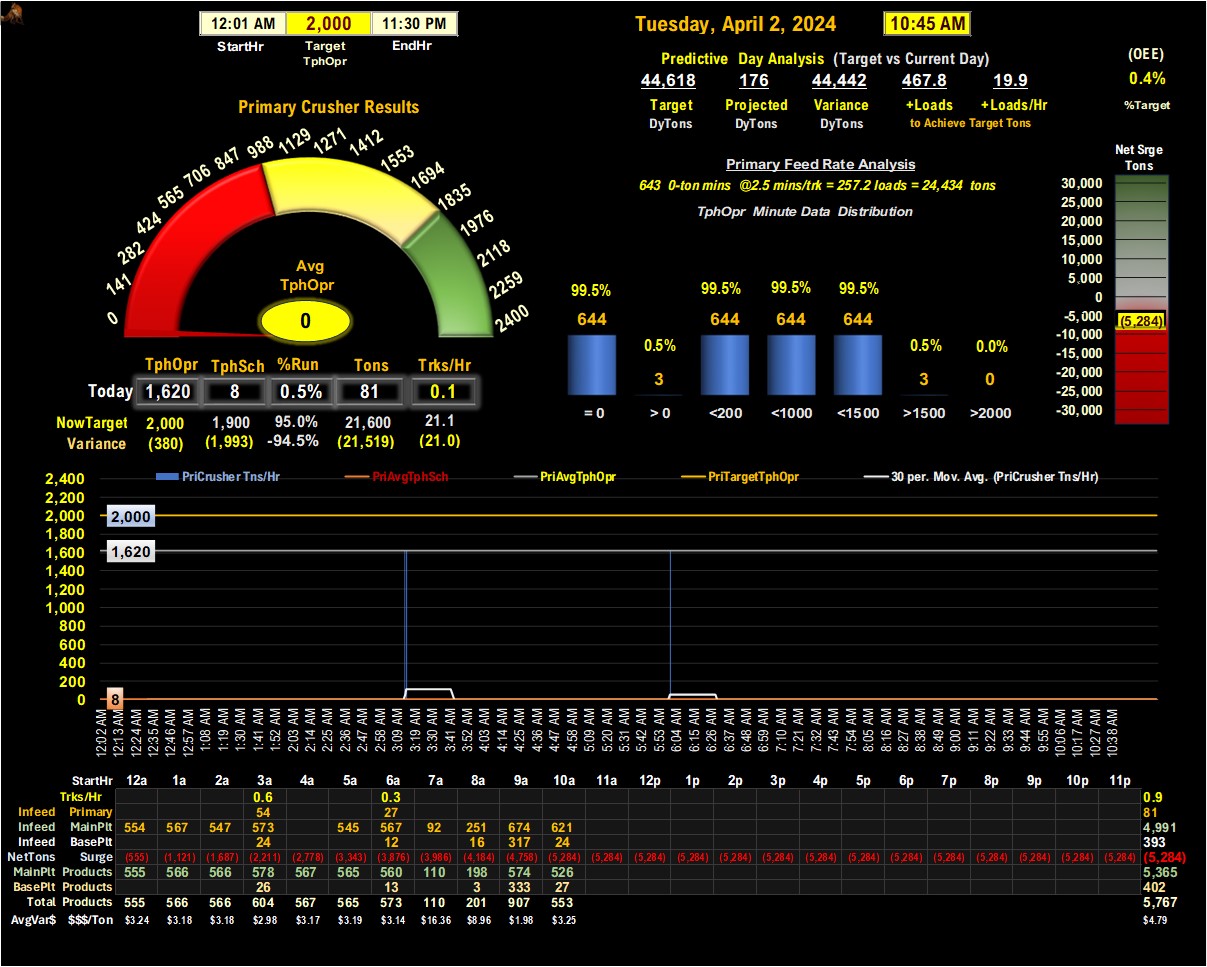 12:01 AM 2,000 11:30 PM
StartHr Target TphOpr EndHr
Tuesday, April 2, 2024 10:45 AM
Predictive Day Analysis (Target vs Current Day)
44,618 176 44,442 467.8 19.9
Target Projected Variance +Loads +Loads/Hr
DyTons DyTons DyTons to Achieve Target Tons
(OEE)
0.4%
%Target
Primary Crusher Results
0 141 282 424 565 706 847 988 1129 1271 1412 1553 1694 1835 1976 2118 2259 2400
Avg
TphOpr
0
TphOpr TphSch %Run Tons Trks/Hr
Today 1,620 8 0.5% 81 0.1
NowTarget 2,000 1,900 95.0% 21,600 21.1
Variance (380) (1,993) -94.5% (21,519) (21.0)
Primary Feed Rate Analysis
643 0-ton mins @2.5 mins/trk = 257.2 loads = 24,434 tons
TphOpr Minute Data Distribution
99.5% 0.5% 99.5% 99.5% 99.5% 0.5% 0.0%
644 3 644 644 644 3 0
= 0 > 0 <200 <1000 <1500 >1500 >2000
Net Srge
Tons
30,000
25,000
20,000
15,000
10,000
5,000
0
-5,000
(5,284)
-10,000
-15,000
-20,000
-25,000
-30,000
PriCrusher Tns/Hr PriAvgTphSch PriAvgTphOpr PriTargetTphOpr 30 per. Mov. Avg. (PriCrusher Tns/Hr)
2,400
2,200
2,000 2,000
1,800
1,600 1,620
1,400
1,200
1,000
800
600
400
200
0 8
12:02 AM 12:13 AM 12:24 AM 12:35 AM 12:46 AM 12:57 AM 1:08 AM 1:19 AM 1:30 AM 1:41 AM 1:52 AM 2:03 AM 2:14 AM 2:25 AM 2:36 AM 2:47 AM 2:58 AM 3:09 AM 3:19 AM 3:30 AM 3:41 AM 3:52 AM 4:03 AM 4:14 AM 4:25 AM 4:36 AM 4:47 AM 4:58 AM 5:09 AM 5:20 AM 5:31 AM 5:42 AM 5:53 AM 6:04 AM 6:15 AM 6:26 AM 6:37 AM 6:48 AM 6:59 AM 7:10 AM 7:21 AM 7:32 AM 7:43 AM 7:54 AM 8:05 AM 8:16 AM 8:27 AM 8:38 AM 8:49 AM 9:00 AM 9:11 AM 9:22 AM 9:33 AM 9:44 AM 9:55 AM 10:06 AM 10:17 AM 10:27 AM 10:38 AM
StartHr 12a 1a 2a 3a 4a 5a 6a 7a 8a 9a 10a 11a 12p 1p 2p 3p 4p 5p 6p 7p 8p 9p 10p 11p
Trks/Hr 0.6 0.3 0.9
Infeed Primary 54 27 81
Infeed MainPlt 554 567 547 573 545 567 92 251 674 621 4,991
Infeed BasePlt 24 12 16 317 24 393
NetTons Surge (555) (1,121) (1,687) (2,211) (2,778) (3,343) (3,876) (3,986) (4,184) (4,758) (5,284) (5,284) (5,284) (5,284) (5,284) (5,284) (5,284) (5,284) (5,284) (5,284) (5,284) (5,284) (5,284) (5,284) (5,284)
MainPlt Products 555 566 566 578 567 565 560 110 198 574 526 5,365
BasePlt Products 26 13 3 333 27 402
Total Products 555 566 566 604 567 565 573 110 201 907 553 5,767
AvgVar$ $$$/Ton $3.24 $3.18 $3.18 $2.98 $3.17 $3.19 $3.14 $16.36 $8.96 $1.98 $3.25 $4.79